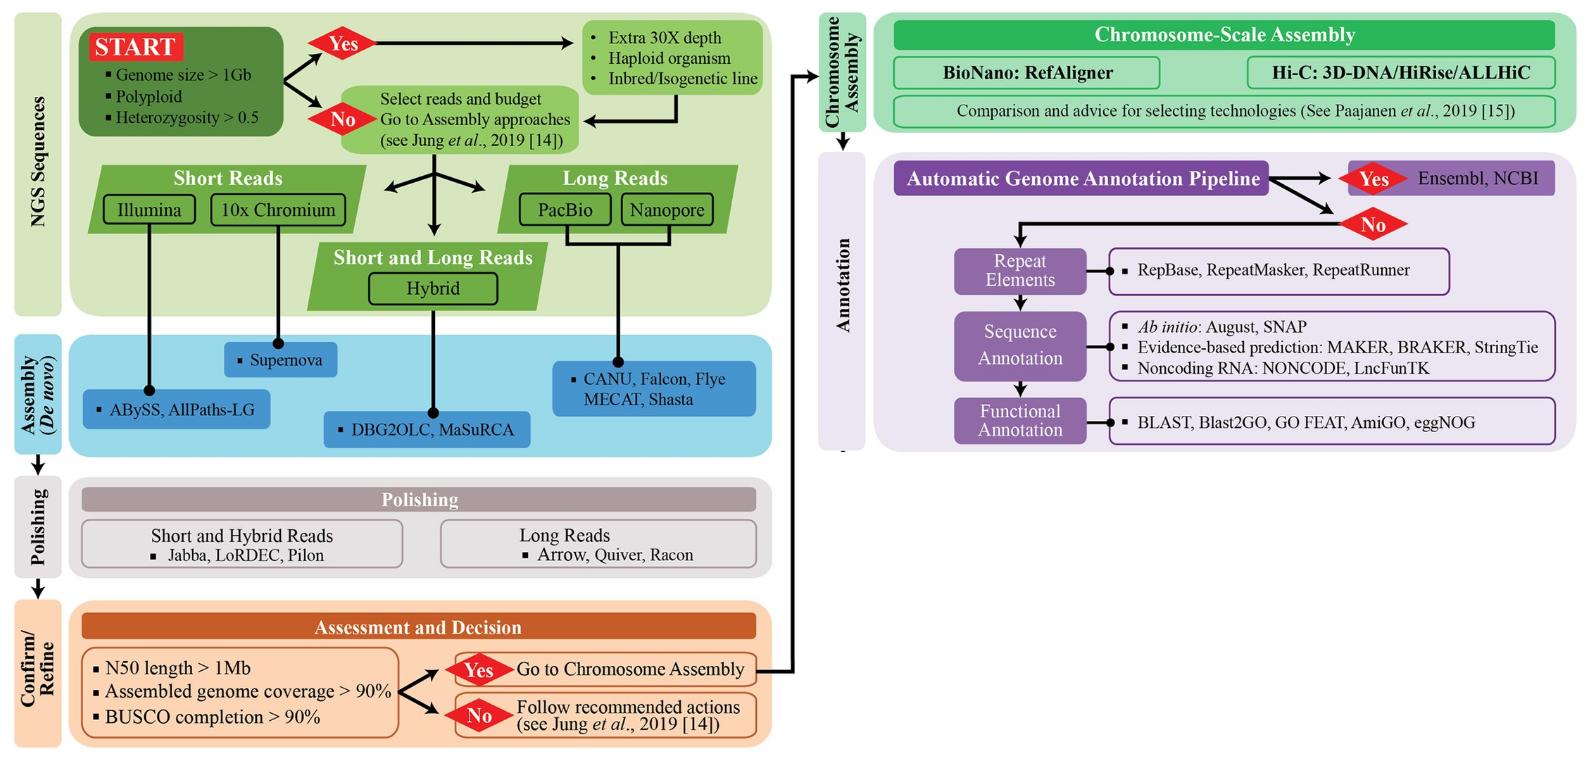 NGS Sequences
START
▪ Genome size > 1Gb
▪ Polyploid
▪ Heterozygosity > 0.5
Yes
• Extra 30X depth
• Haploid organism
• Inbred/Isogenetic line
No
Select reads and budget
Go to Assembly approaches
(see Jung et al., 2019 [14])
Short Reads
Illumina
10x Chromium
Long Reads
PacBio
Nanopore
Short and Long Reads
Hybrid
Assembly
(De novo)
▪ Supernova
▪ ABySS, AllPaths-LG
▪ DBG2OLC, MaSuRCA
▪ CANU, Falcon, Flye
MECAT, Shasta
Polishing
Polishing
Short and Hybrid Reads
▪ Jabba, LoRDEC, Pilon
Long Reads
▪ Arrow, Quiver, Racon
Confirm/
Refine
Assessment and Decision
▪ N50 length > 1Mb
▪ Assembled genome coverage > 90%
▪ BUSCO completion > 90%
Yes
Go to Chromosome Assembly
No
Follow recommended actions
(see Jung et al., 2019 [14])
Chromosome
Assembly
Chromosome-Scale Assembly
BioNano: RefAligner
Hi-C: 3D-DNA/HiRise/ALLHiC
Comparison and advice for selecting technologies (See Paajanen et al., 2019 [15])
Annotation
Automatic Genome Annotation Pipeline
Yes
Ensembl, NCBI
No
Repeat
Elements
▪ RepBase, RepeatMasker, RepeatRunner
Sequence
Annotation
▪ Ab initio: August, SNAP
▪ Evidence-based prediction: MAKER, BRAKER, StringTie
▪ Noncoding RNA: NONCODE, LncFunTK
Functional
Annotation
▪ BLAST, Blast2GO, GO FEAT, AmiGO, eggNOG